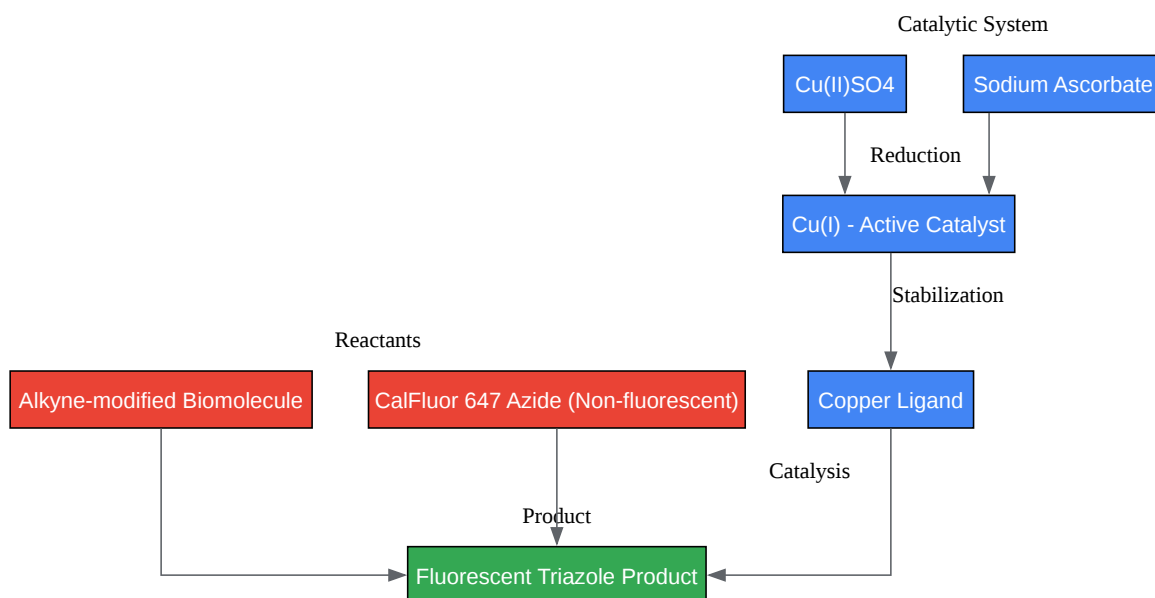 Catalytic System
Cu(II)SO4
Sodium Ascorbate
Reduction
Cu(I) - Active Catalyst
Stabilization
Reactants
Alkyne-modified Biomolecule
CalFluor 647 Azide (Non-fluorescent)
Copper Ligand
Catalysis
Product
Fluorescent Triazole Product